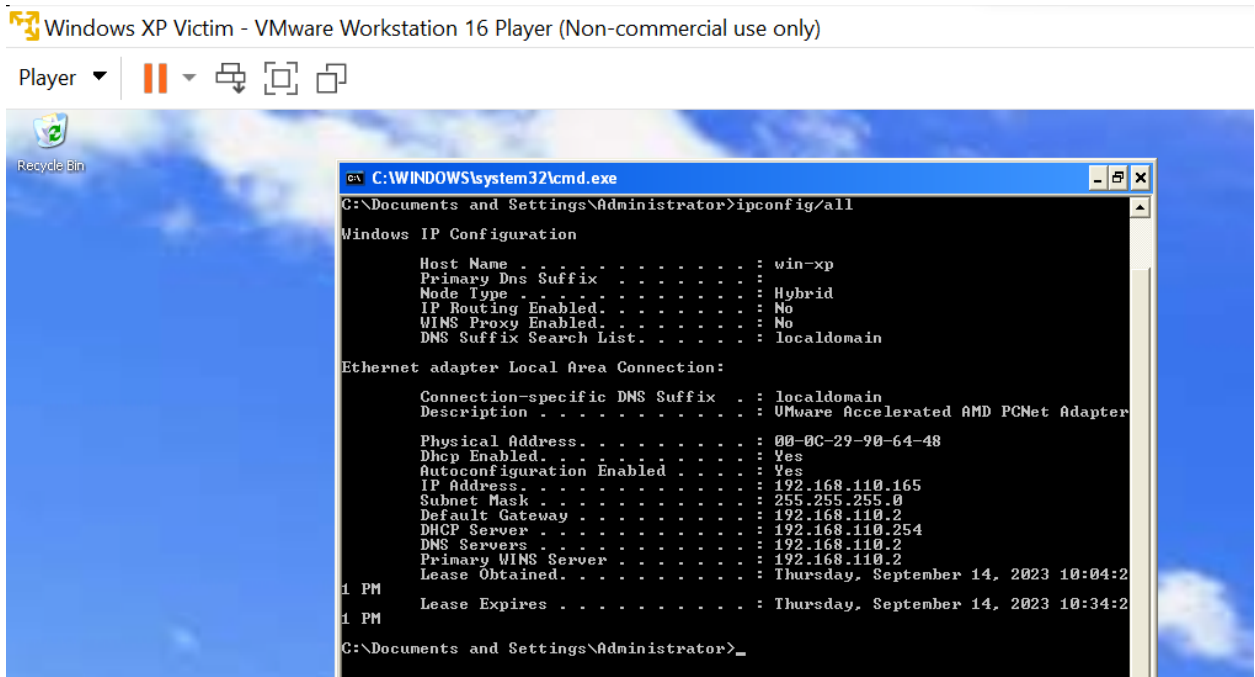 Windows XP Victim - VMware Workstation 16 Player (Non-commercial use only)
Player
Recycle Bin
C:\WINDOWS\system32\cmd.exe
C:\Documents and Settings\Administrator>ipconfig/all
Windows IP Configuration
Host Name . . . . . . . . . . . . : win-xp
Primary Dns Suffix  . . . . . . . :
Node Type . . . . . . . . . . . . : Hybrid
IP Routing Enabled. . . . . . . . : No
WINS Proxy Enabled. . . . . . . . : No
DNS Suffix Search List. . . . . . : localdomain
Ethernet adapter Local Area Connection:
Connection-specific DNS Suffix  . : localdomain
Description . . . . . . . . . . . : VMware Accelerated AMD PCNet Adapter
Physical Address. . . . . . . . . : 00-0C-29-90-64-48
Dhcp Enabled. . . . . . . . . . . : Yes
Autoconfiguration Enabled . . . . : Yes
IP Address. . . . . . . . . . . . : 192.168.110.165
Subnet Mask . . . . . . . . . . . : 255.255.255.0
Default Gateway . . . . . . . . . : 192.168.110.2
DHCP Server . . . . . . . . . . . : 192.168.110.254
DNS Servers . . . . . . . . . . . : 192.168.110.2
Primary WINS Server . . . . . . . : 192.168.110.2
Lease Obtained. . . . . . . . . . : Thursday, September 14, 2023 10:04:2
1 PM
Lease Expires . . . . . . . . . . : Thursday, September 14, 2023 10:34:2
1 PM
C:\Documents and Settings\Administrator>_